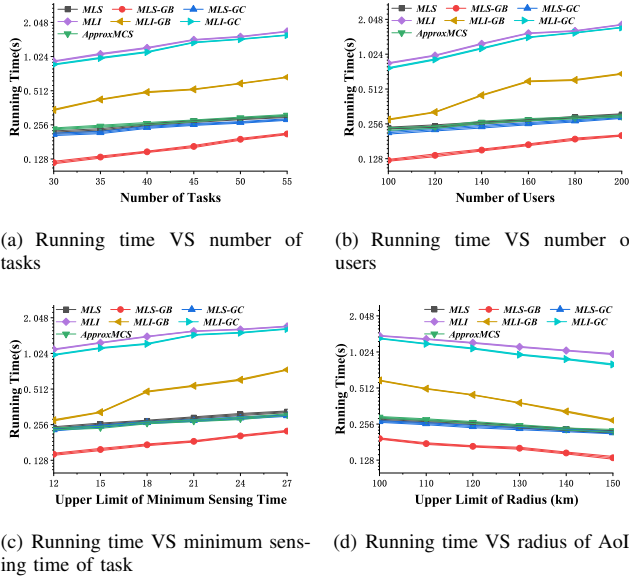 MLS MLS-GB MLS-GC
MLI MLI-GB MLI-GC
ApproxMCS
Running Time(s)
2.048
1.024
0.512
0.256
0.128
30 35 40 45 50 55
Number of Tasks
(a) Running time VS number of
tasks
MLS MLS-GB MLS-GC
MLI MLI-GB MLI-GC
ApproxMCS
Running Time(s)
2.048
1.024
0.512
0.256
0.128
100 120 140 160 180 200
Number of Users
(b) Running time VS number o
users
MLS MLS-GB MLS-GC
MLI MLI-GB MLI-GC
ApproxMCS
Running Time(s)
2.048
1.024
0.512
0.256
0.128
12 15 18 21 24 27
Upper Limit of Minimum Sensing Time
(c) Running time VS minimum sens-
ing time of task
MLS MLS-GB MLS-GC
MLI MLI-GB MLI-GC
ApproxMCS
Rnning Time(s)
2.048
1.024
0.512
0.256
0.128
100 110 120 130 140 150
Upper Limit of Radius (km)
(d) Running time VS radius of AoI